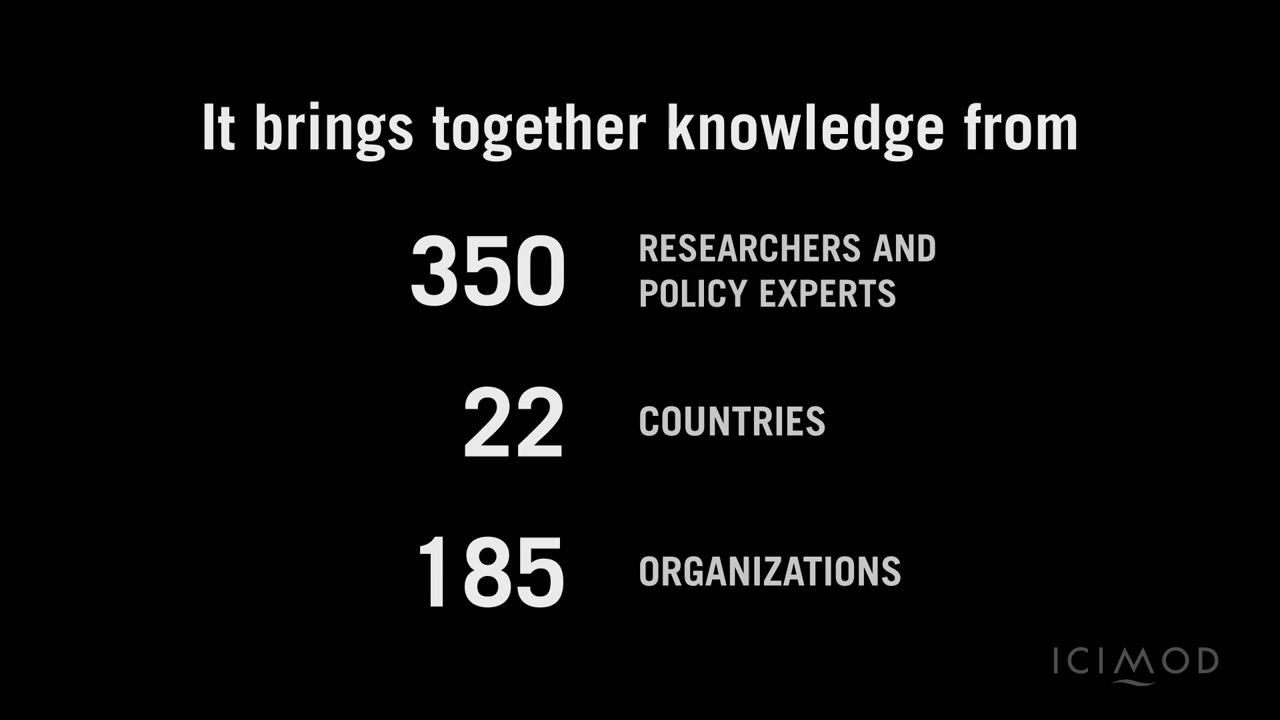 It brings together knowledge from
350
RESEARCHERS AND
POLICY EXPERTS
22
COUNTRIES
185
ORGANIZATIONS
ICIMOD